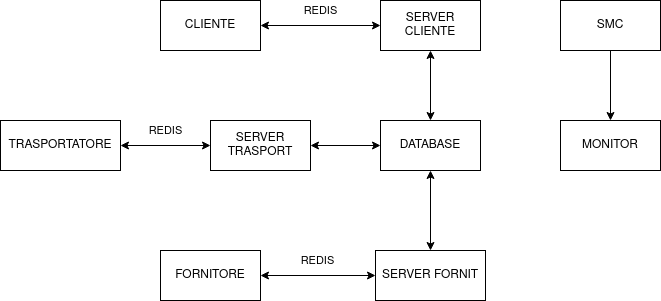 CLIENTE
REDIS
SERVER
CLIENTE
SMC
TRASPORTATORE
REDIS
SERVER
TRASPORT
DATABASE
MONITOR
FORNITORE
REDIS
SERVER FORNIT